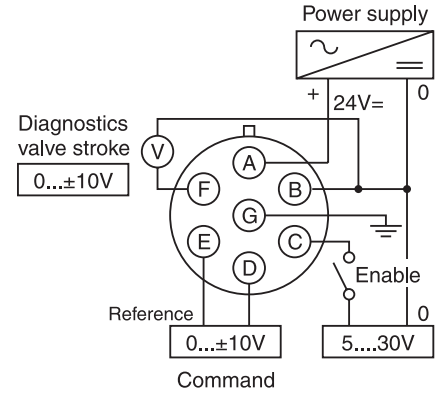 Power supply
+
24V=
0
Diagnostics
valve stroke
0...±10V
V
A
F
B
G
E
C
D
Enable
Reference
0
0...±10V
5....30V
Command